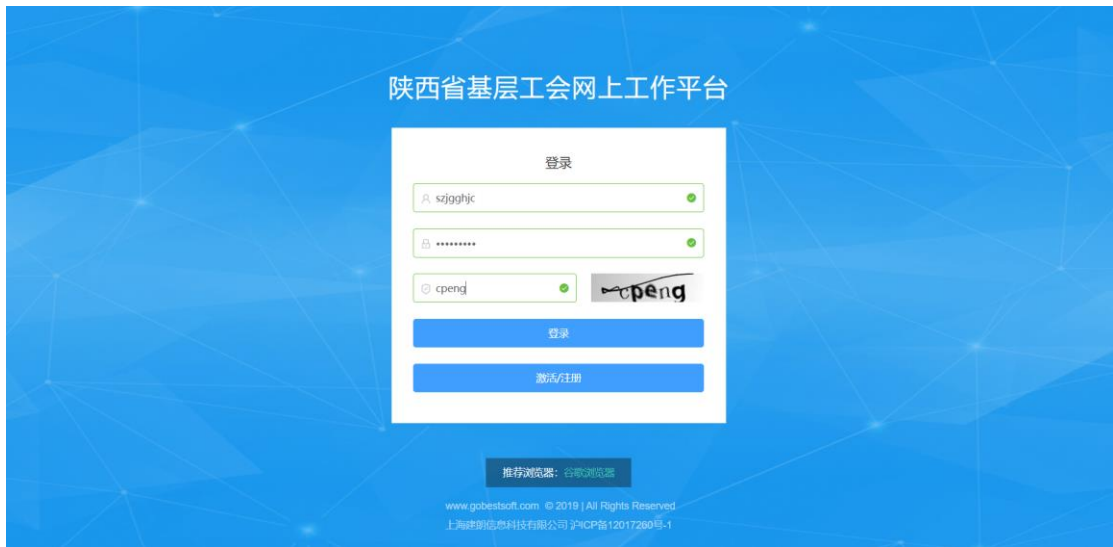 陕西省基层工会网上工作平台
登录
szjgghjc
•••••••••
cpeng
cpeng
登录
激活/注册
推荐浏览器：谷歌浏览器
www.gobestsoft.com © 2019 | All Rights Reserved
上海建朗信息科技有限公司 沪ICP备12017260号-1